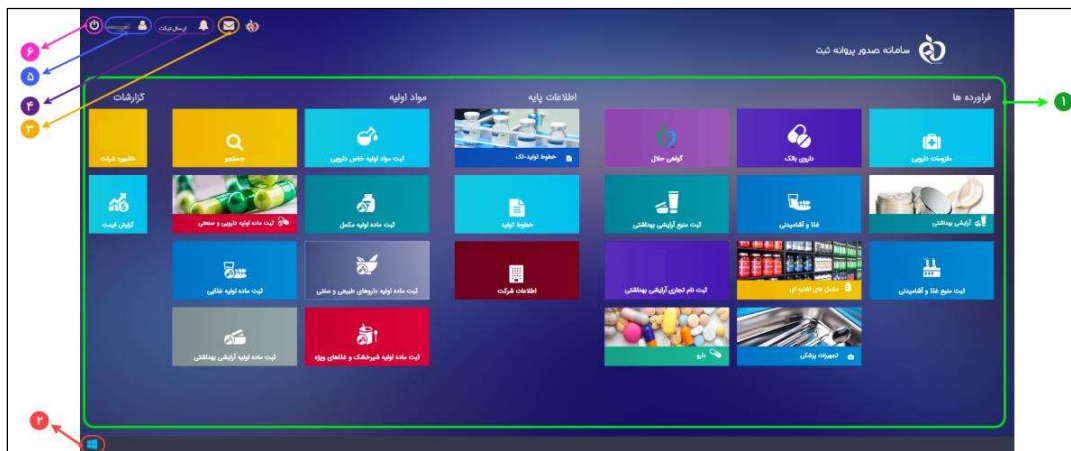 سامانه صدور پروانه ثبت
ارسال تیکت
۶
۵
۴
۳
۱
۲
فرآورده ها
ملزومات دارویی
داروی بالک
گواهی حلال
آرایشی بهداشتی
غذا و آشامیدنی
ثبت منبع آرایشی بهداشتی
ثبت منبع غذا و آشامیدنی
مکمل های تغذیه ای
ثبت نام تجاری آرایشی بهداشتی
تجهیزات پزشکی
دارو
اطلاعات پایه
خطوط تولید-تک
خطوط تولید
اطلاعات شرکت
مواد اولیه
ثبت مواد اولیه خاص دارویی
جستجو
ثبت ماده اولیه مکمل
ثبت ماده اولیه دارویی و صنعتی
ثبت ماده اولیه داروهای طبیعی و سنتی
ثبت ماده اولیه غذایی
ثبت ماده اولیه شیرخشک و غذاهای ویژه
ثبت ماده اولیه آرایشی بهداشتی
گزارشات
داشبورد شرکت
گزارش قیمت